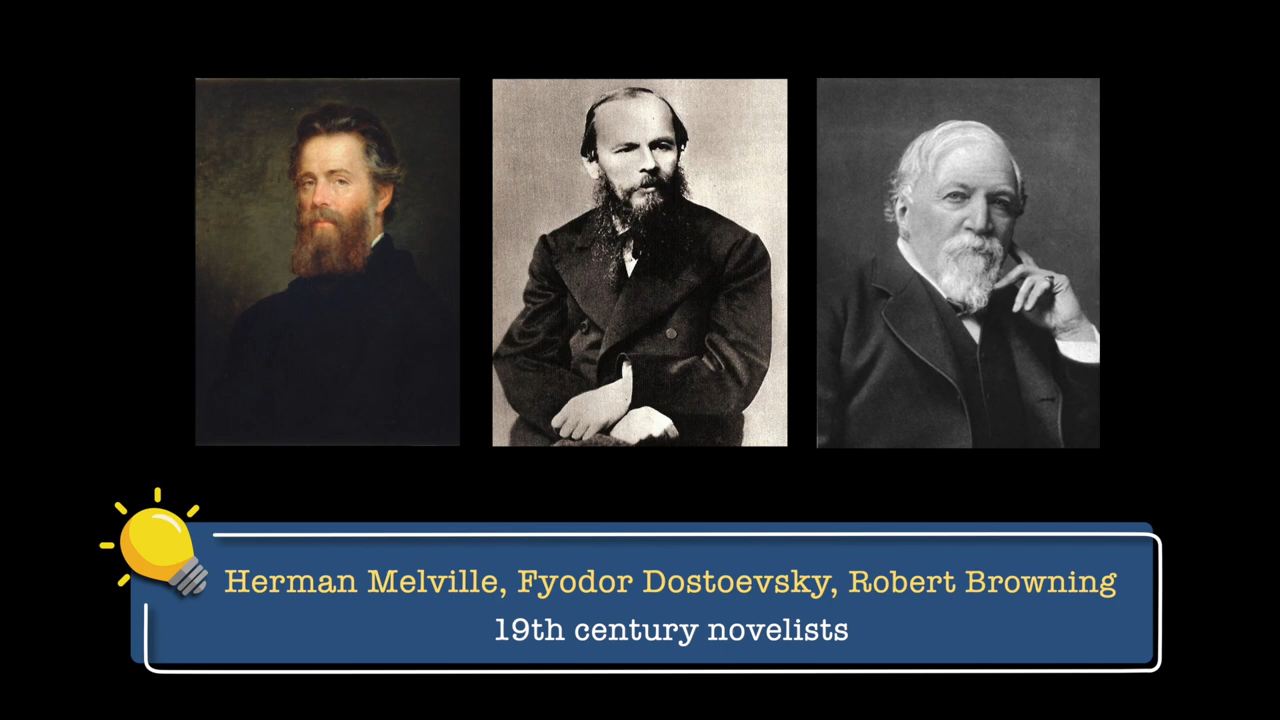 Herman Melville, Fyodor Dostoevsky, Robert Browning
19th century novelists